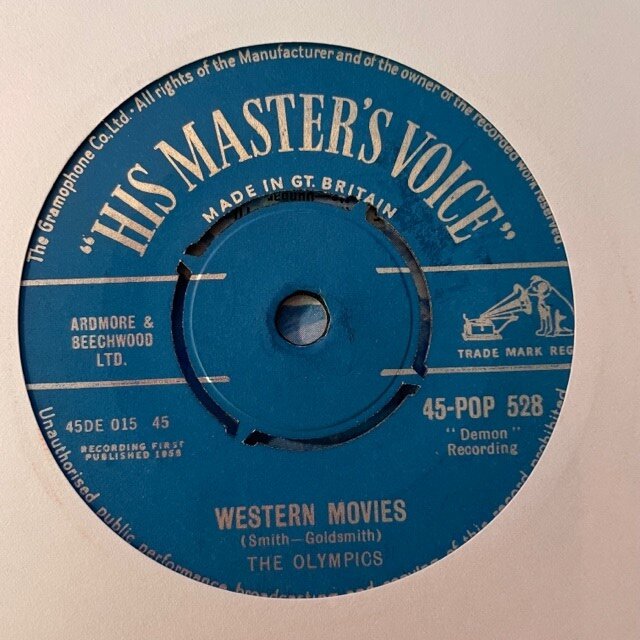 The Gramophone Co. Ltd. · All rights of the Manufacturer and of the owner of the recorded work reserved.
"HIS MASTER'S VOICE"
MADE IN GT. BRITAIN
ARDMORE &
BEECHWOOD
LTD.
TRADE MARK REG
45DE 015 45
RECORDING FIRST
PUBLISHED 1958
45-POP 528
"Demon"
Recording
WESTERN MOVIES
(Smith—Goldsmith)
THE OLYMPICS
Unauthorised public performance, broadcasting and copying of this record prohibited